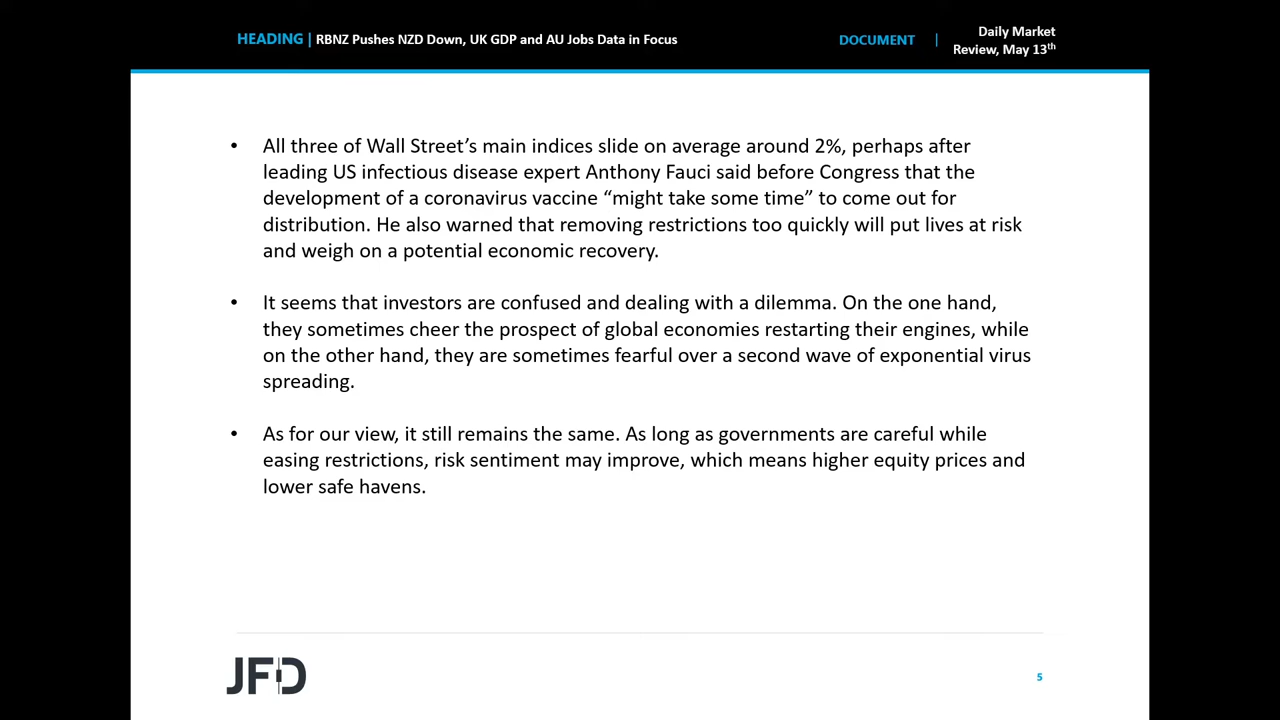 HEADING | RBNZ Pushes NZD Down, UK GDP and AU Jobs Data in Focus
DOCUMENT | Daily Market
Review, May 13th
• All three of Wall Street’s main indices slide on average around 2%, perhaps after
leading US infectious disease expert Anthony Fauci said before Congress that the
development of a coronavirus vaccine “might take some time” to come out for
distribution. He also warned that removing restrictions too quickly will put lives at risk
and weigh on a potential economic recovery.
• It seems that investors are confused and dealing with a dilemma. On the one hand,
they sometimes cheer the prospect of global economies restarting their engines, while
on the other hand, they are sometimes fearful over a second wave of exponential virus
spreading.
• As for our view, it still remains the same. As long as governments are careful while
easing restrictions, risk sentiment may improve, which means higher equity prices and
lower safe havens.
JFD
5